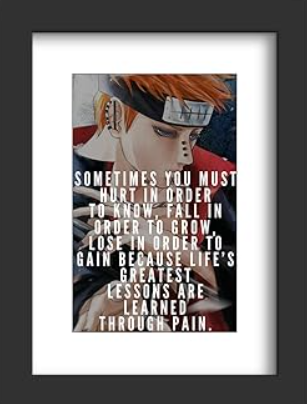 SOMETIMES YOU MUST
HURT IN ORDER
TO KNOW, FALL IN
ORDER TO GROW,
LOSE IN ORDER TO
GAIN BECAUSE LIFE'S
GREATEST
LESSONS ARE
LEARNED
THROUGH PAIN.